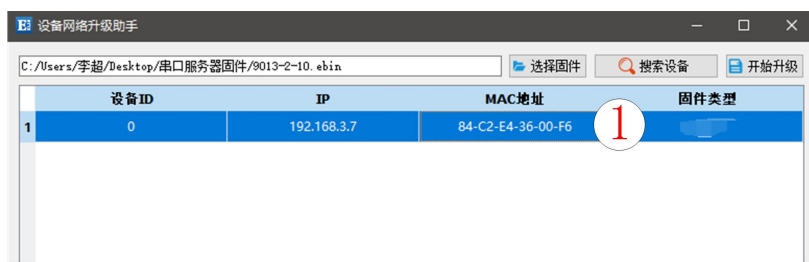 设备网络升级助手
C:/Users/李超/Desktop/串口服务器固件/9013-2-10.ebin 选择固件 搜索设备 开始升级
设备ID IP MAC地址 固件类型
1 0 192.168.3.7 84-C2-E4-36-00-F6 1